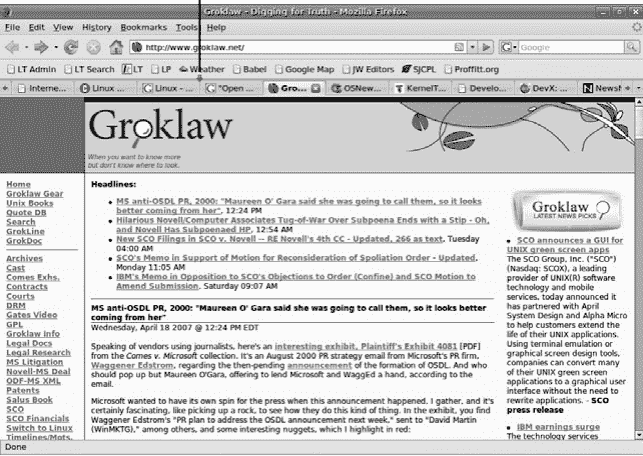 Groklaw - Digging for Truth - Mozilla Firefox
File Edit View History Bookmarks Tools Help
http://www.groklaw.net/
Google
LT Admin LT Search LT LP Weather Babel Google Map JW Editors SJCPL Proffitt.org
Interne... Linux ... Linux - ... "Open ... Gro... OSNew... KernelT... Develo... DevX: ... Newsf
Groklaw
When you want to know more
but don't know where to look.
Home
Groklaw Gear
Unix Books
Quote DB
Search
GrokLine
GrokDoc
Archives
Cast
Comes Exhs.
Contracts
Courts
DRM
Gates Video
GPL
Groklaw Info
Legal Docs
Legal Research
MS Litigation
Novell-MS Deal
ODF-MS XML
Patents
Salus Book
SCO
SCO Financials
Switch to Linux
Timelines/Mots.
Headlines:
MS anti-OSDL PR, 2000: "Maureen O' Gara said she was going to call them, so it looks
better coming from her", 12:24 PM
Hilarious Novell/Computer Associates Tug-of-War Over Subpoena Ends with a Stip - Oh,
and Novell Has Subpoenaed HP, 12:54 AM
New SCO Filings in SCO v. Novell -- RE Novell's 4th CC - Updated, 266 as text, Tuesday
04:00 AM
SCO's Memo in Support of Motion for Reconsideration of Spoliation Order - Updated,
Monday 11:05 AM
IBM's Memo in Opposition to SCO's Objections to Order (Confine) and SCO Motion to
Amend Submission, Saturday 09:07 AM
MS anti-OSDL PR, 2000: "Maureen O' Gara said she was going to call them, so it looks better
coming from her"
Wednesday, April 18 2007 @ 12:24 PM EDT
Speaking of vendors using journalists, here's an interesting exhibit, Plaintiff's Exhibit 4081 [PDF]
from the Comes v. Microsoft collection. It's an August 2000 PR strategy email from Microsoft's PR firm,
Waggener Edstrom, regarding the then-pending announcement of the formation of OSDL. And who
should pop up but Maureen O'Gara, offering to lend Microsoft and WaggEd a hand, according to the
email.
Microsoft wanted to have its own spin for the press when this announcement happened, I gather, and it's
certainly fascinating, like picking up a rock, to see how they do this kind of thing. In the exhibit, you find
Waggener Edstrom's "PR plan to address the OSDL announcement next week," sent to "David Martin
(WinMKTG)," among others, and some interesting nuggets, which I highlight in red:
Groklaw
LATEST NEWS PICKS
SCO announces a GUI for
UNIX green screen apps
The SCO Group, Inc. ("SCO")
(Nasdaq: SCOX), a leading
provider of UNIX(R) software
technology and mobile
services, today announced it
has partnered with April
System Design and Alpha Micro
to help customers extend the
life of their UNIX applications.
Using terminal emulation or
graphical screen design tools,
companies can convert many
of their UNIX green screen
applications to a graphical user
interface without the need to
rewrite applications. - SCO
press release
IBM earnings surge
The technology services
Done